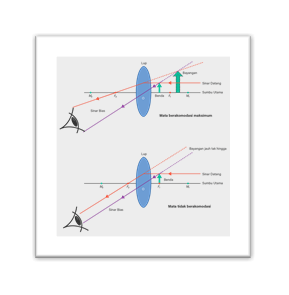 Lup
Bayangan
Sinar Datang
Sumbu Utama
Benda
Sinar Bias
Mata berakomodasi maksimum
Bayangan jauh tak hingga
Lup
Sinar Datang
Sumbu Utama
Benda
Sinar Bias
Mata tidak berakomodasi